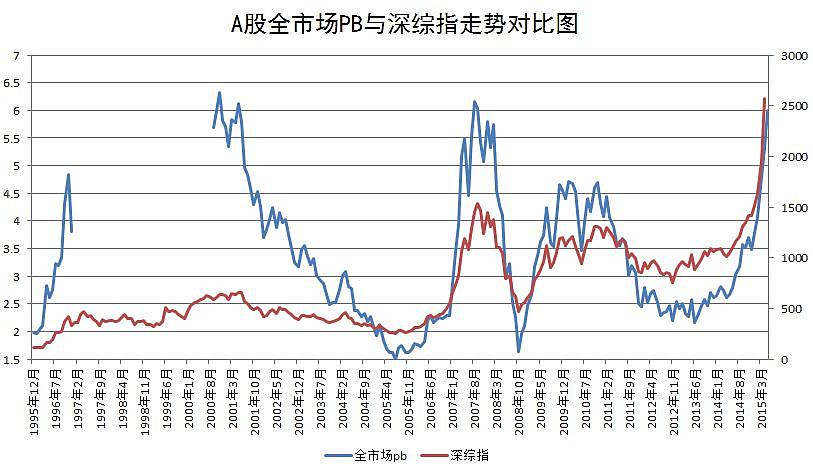 A股全市场PB与深综指走势对比图
7
6.5
6
5.5
5
4.5
4
3.5
3
2.5
2
1.5
3000
2500
2000
1500
1000
500
0
1995年12月
1996年7月
1997年2月
1997年9月
1998年4月
1998年11月
1999年6月
2000年1月
2000年8月
2001年3月
2001年10月
2002年5月
2002年12月
2003年7月
2004年2月
2004年9月
2005年4月
2005年11月
2006年6月
2007年1月
2007年8月
2008年3月
2008年10月
2009年5月
2009年12月
2010年7月
2011年2月
2011年9月
2012年4月
2012年11月
2013年6月
2014年1月
2014年8月
2015年3月
全市场pb
深综指